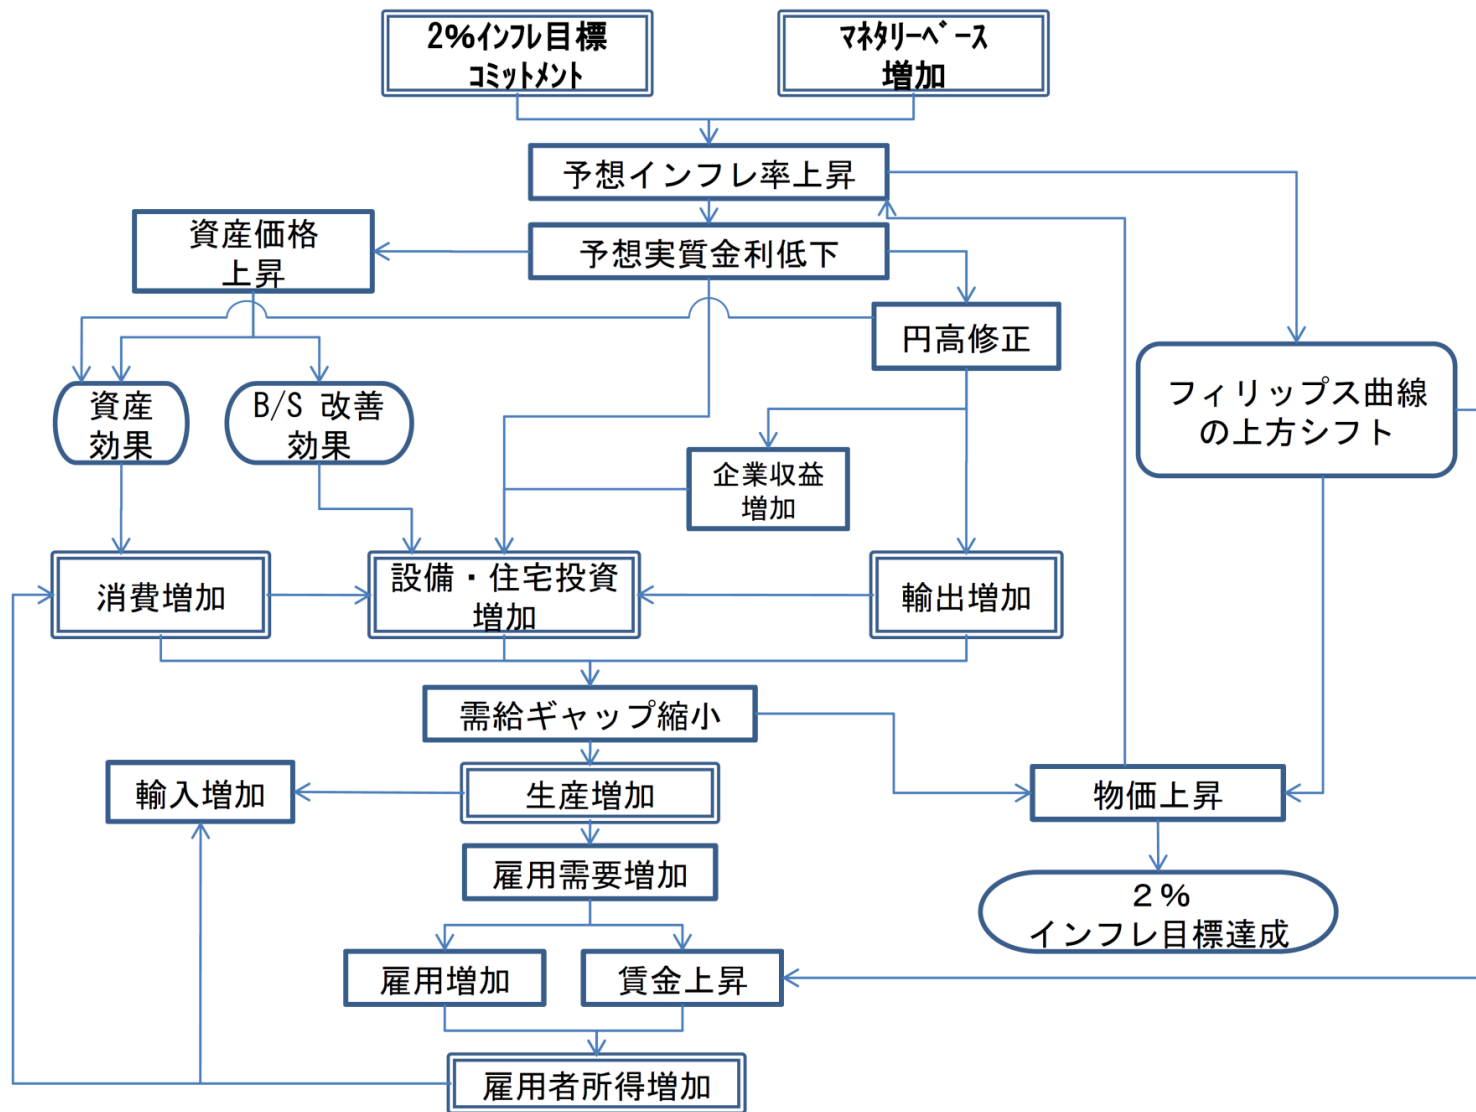 2%インフレ目標
コミットメント
マネタリーベース
増加
予想インフレ率上昇
資産価格
上昇
予想実質金利低下
円高修正
フィリップス曲線
の上方シフト
資産
効果
B/S 改善
効果
企業収益
増加
消費増加
設備・住宅投資
増加
輸出増加
需給ギャップ縮小
輸入増加
生産増加
物価上昇
雇用需要増加
2%
インフレ目標達成
雇用増加
賃金上昇
雇用者所得増加